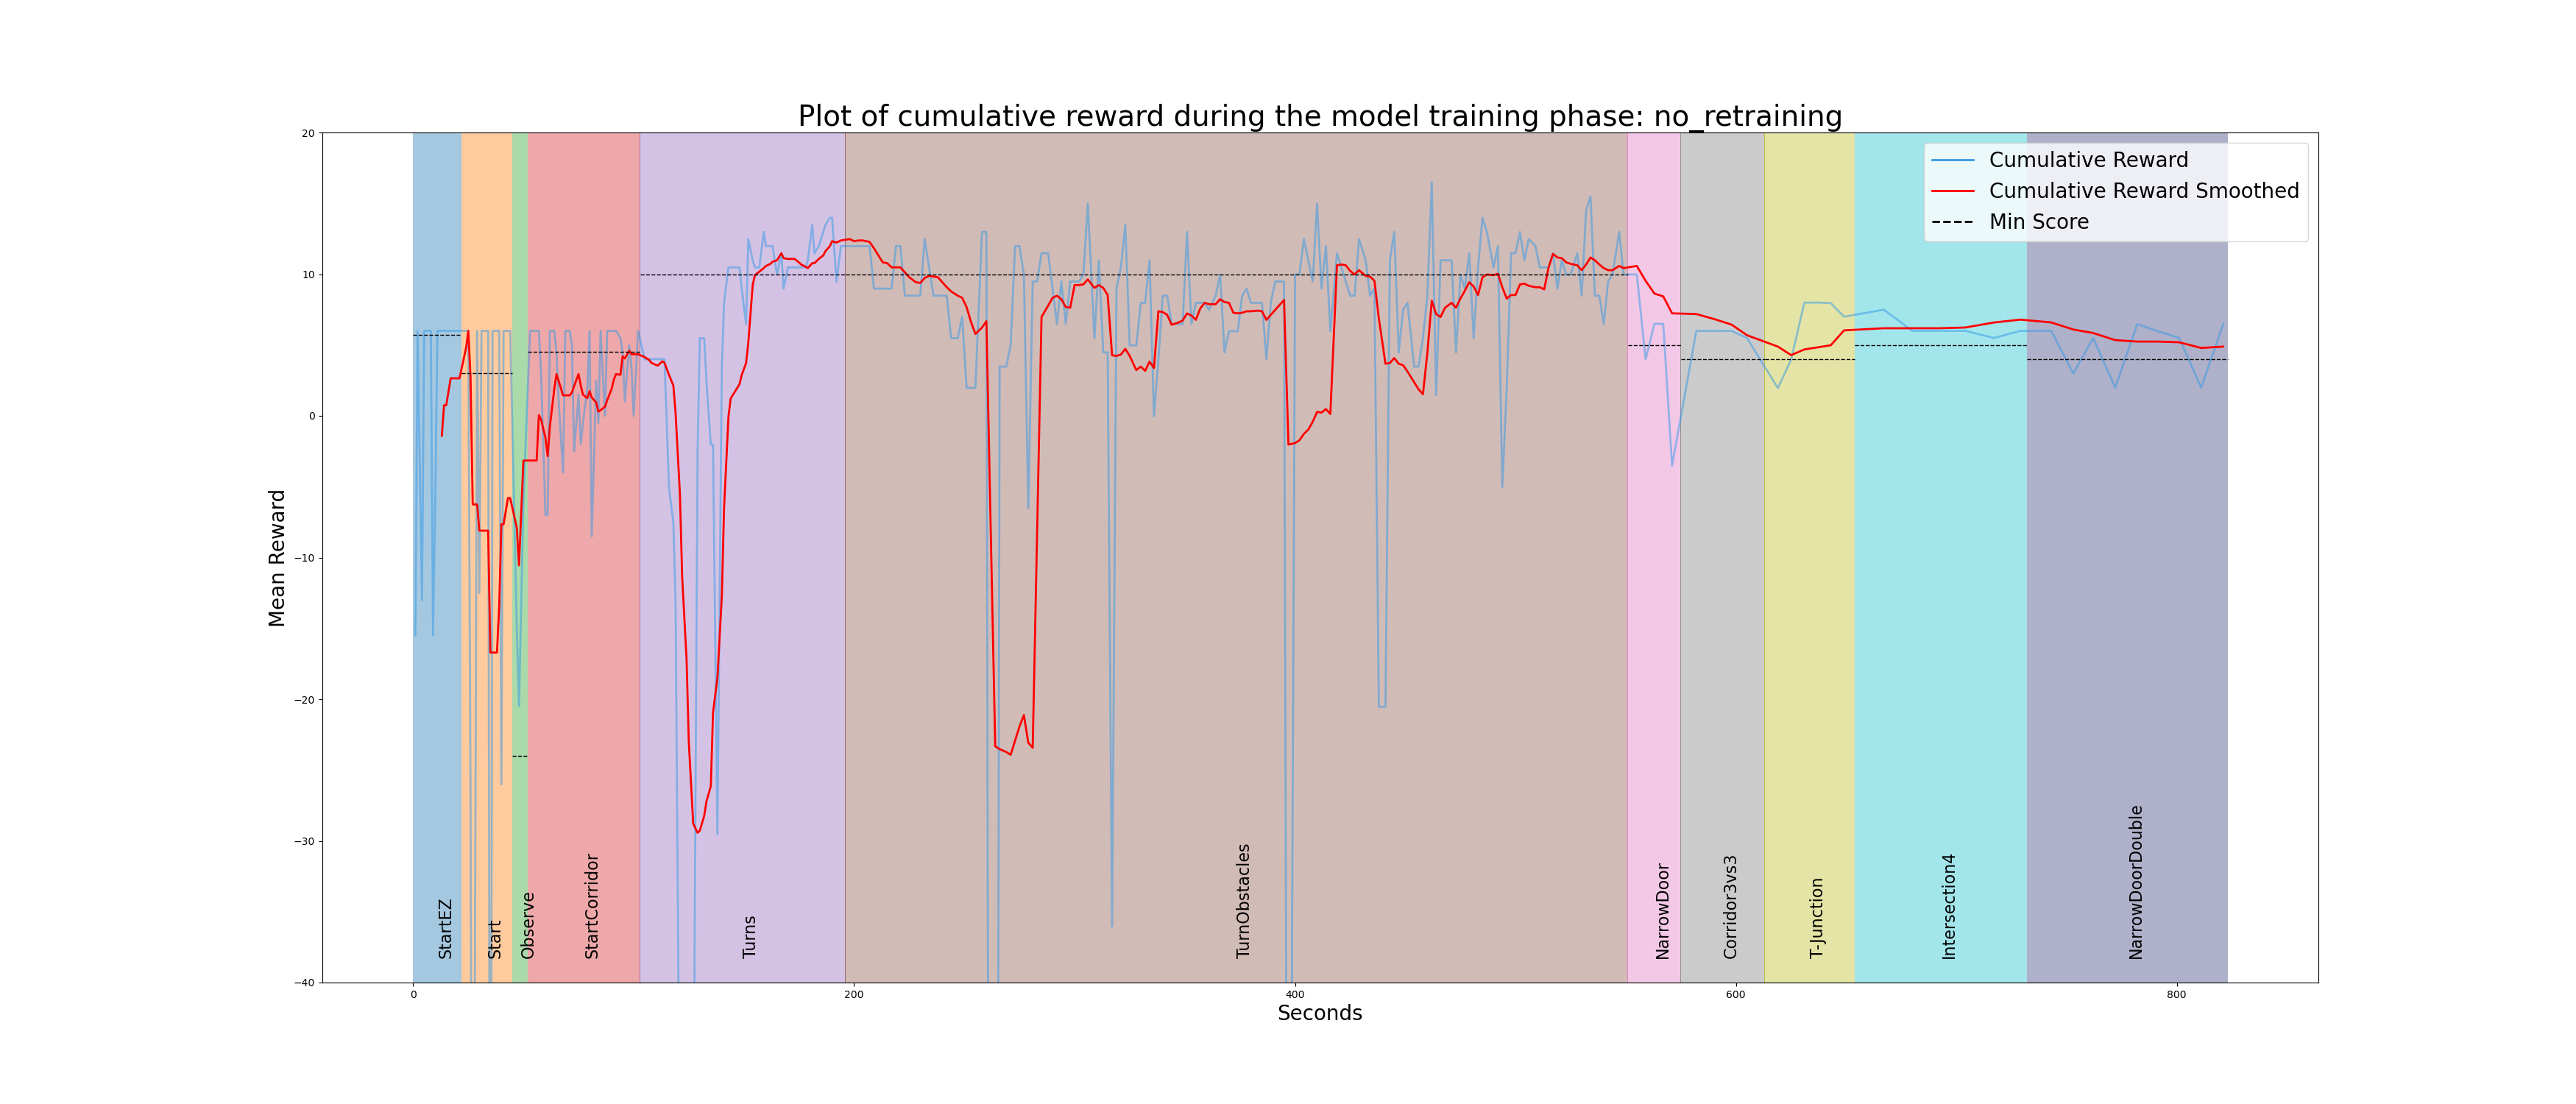 Plot of cumulative reward during the model training phase: no_retraining
Cumulative Reward
Cumulative Reward Smoothed
Min Score
Mean Reward
20
10
0
−10
−20
−30
−40
StartEZ
Start
Observe
StartCorridor
Turns
TurnObstacles
NarrowDoor
Corridor3vs3
T-Junction
Intersection4
NarrowDoorDouble
0
200
400
600
800
Seconds